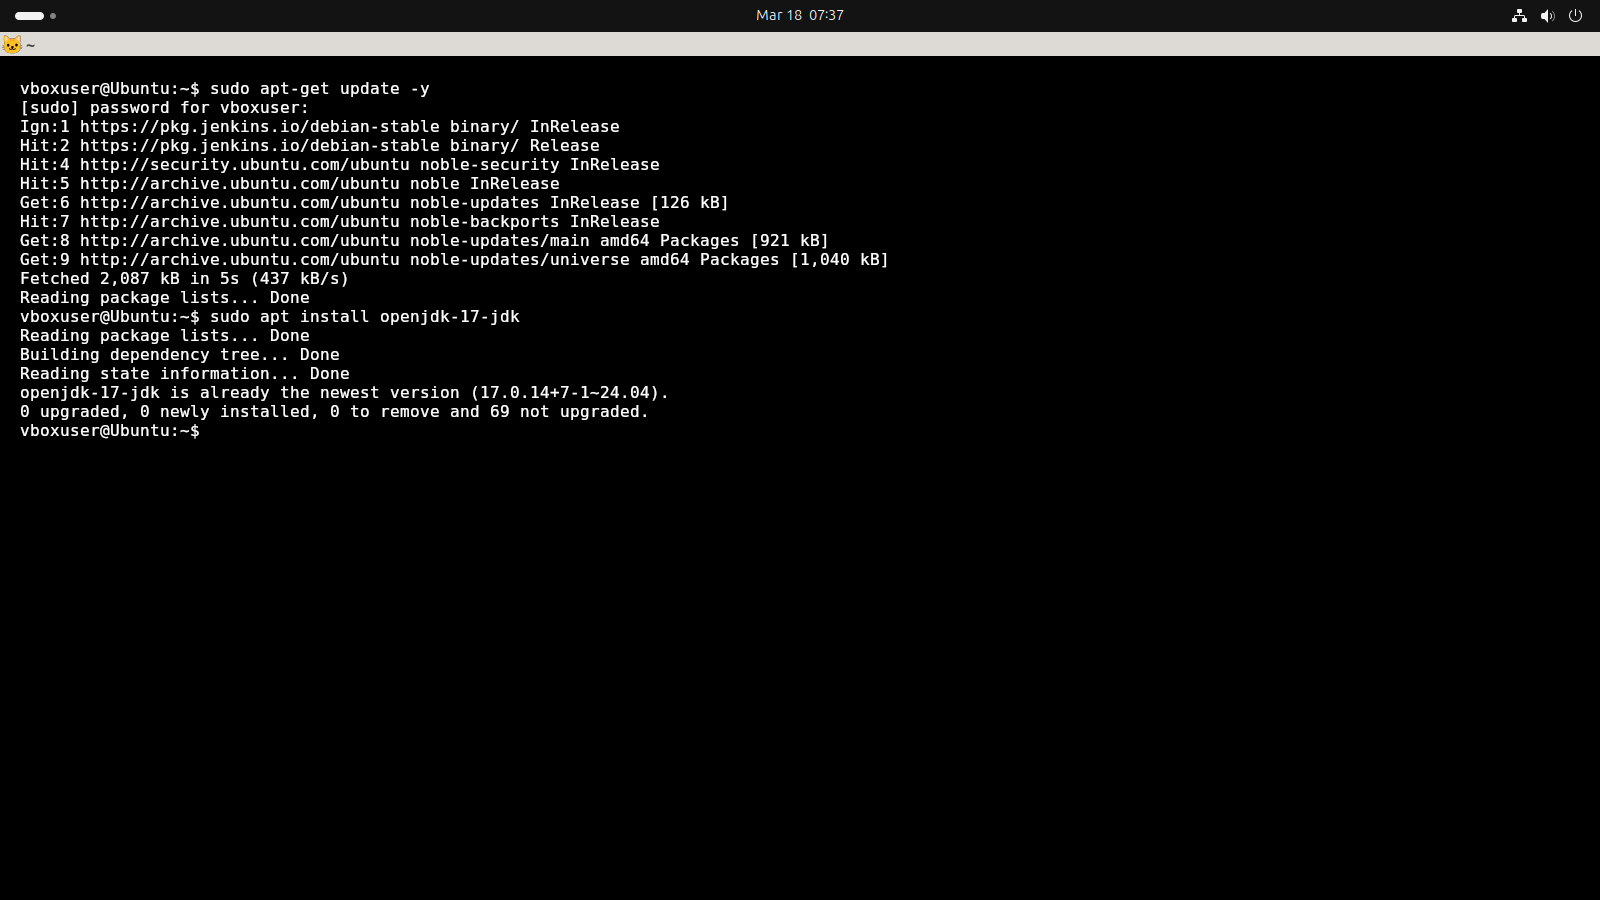 Mar 18 07:37
~
vboxuser@Ubuntu:~$ sudo apt-get update -y
[sudo] password for vboxuser:
Ign:1 https://pkg.jenkins.io/debian-stable binary/ InRelease
Hit:2 https://pkg.jenkins.io/debian-stable binary/ Release
Hit:4 http://security.ubuntu.com/ubuntu noble-security InRelease
Hit:5 http://archive.ubuntu.com/ubuntu noble InRelease
Get:6 http://archive.ubuntu.com/ubuntu noble-updates InRelease [126 kB]
Hit:7 http://archive.ubuntu.com/ubuntu noble-backports InRelease
Get:8 http://archive.ubuntu.com/ubuntu noble-updates/main amd64 Packages [921 kB]
Get:9 http://archive.ubuntu.com/ubuntu noble-updates/universe amd64 Packages [1,040 kB]
Fetched 2,087 kB in 5s (437 kB/s)
Reading package lists... Done
vboxuser@Ubuntu:~$ sudo apt install openjdk-17-jdk
Reading package lists... Done
Building dependency tree... Done
Reading state information... Done
openjdk-17-jdk is already the newest version (17.0.14+7-1~24.04).
0 upgraded, 0 newly installed, 0 to remove and 69 not upgraded.
vboxuser@Ubuntu:~$